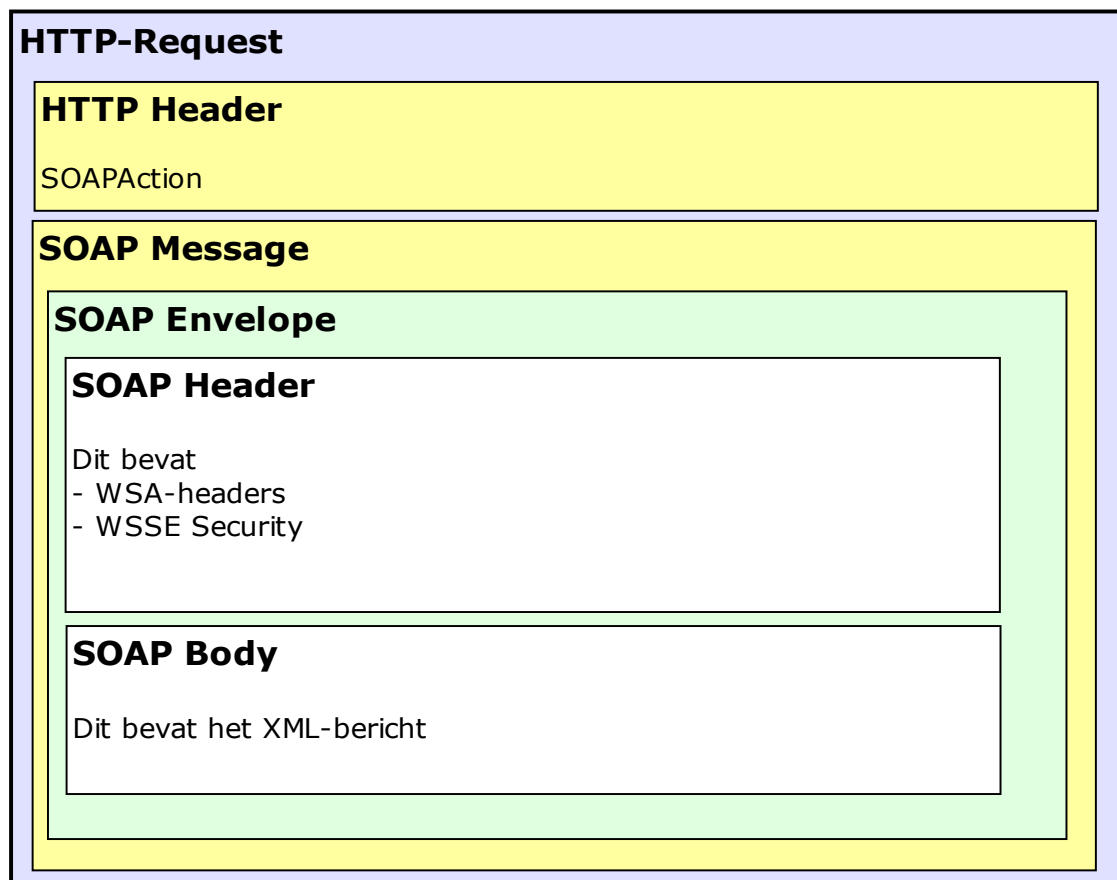 HTTP-Request
HTTP Header
SOAPAction
SOAP Message
SOAP Envelope
SOAP Header
Dit bevat
- WSA-headers
- WSSE Security
SOAP Body
Dit bevat het XML-bericht